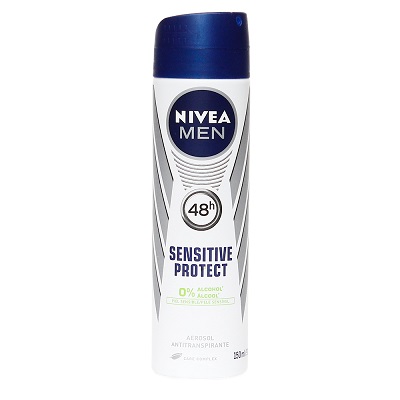 NIVEA
MEN
48h
SENSITIVE
PROTECT
0% ALCOHOL*
ALCOOL*
AEROSOL
ANTITRANSPIRANTE
150ml